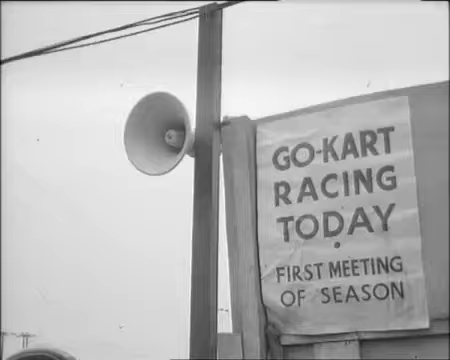 GO-KART
RACING
TODAY
FIRST MEETING
OF SEASON